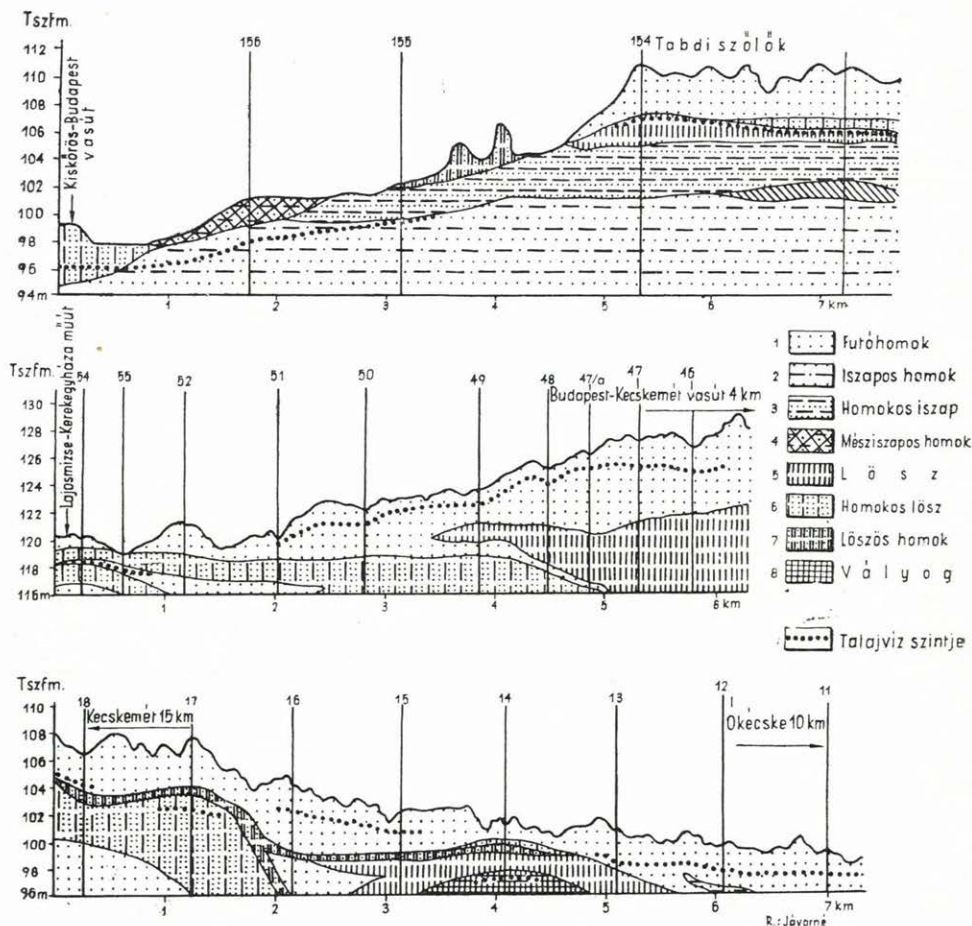 Tszfm.
112
110
108
106
104
102
100
98
96
94m
156
155
154
Tabdi szőlők
Kiskőrös-Budapest
vasút
1
2
3
4
5
6
7 km
Tszfm.
130
128
126
124
122
120
118
116m
Lajosmizse-Kerekegyháza műút
54
55
52
51
50
49
48
47/a
47
46
Budapest-Kecskemét vasút 4 km
1
2
3
4
5
6 km
1 Futóhomok
2 Iszapos homok
3 Homokos iszap
4 Mésziszapos homok
5 Lösz
6 Homokos lösz
7 Löszös homok
8 Vályog
Talajvíz szintje
Tszfm.
110
108
106
104
102
100
98
96m
18
17
16
15
14
13
12
11
Kecskemét 15 km
Ókécske 10 km
1
2
3
4
5
6
7 km
R.: Jávorné